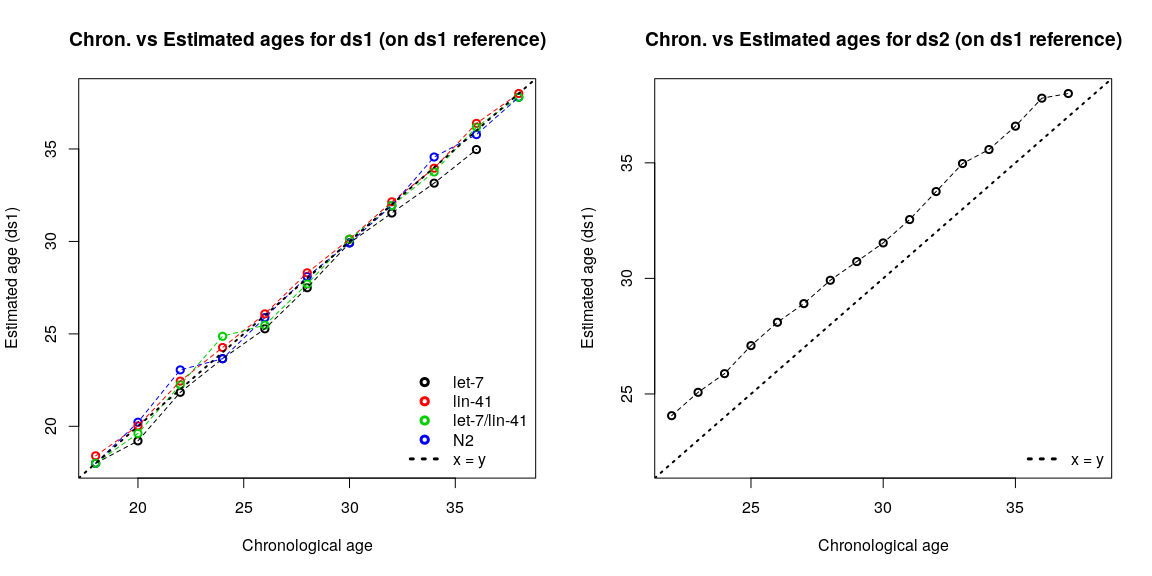 Chron. vs Estimated ages for ds1 (on ds1 reference)
Estimated age (ds1)
35
30
25
20
let-7
lin-41
let-7/lin-41
N2
x = y
20 25 30 35
Chronological age
Chron. vs Estimated ages for ds2 (on ds1 reference)
Estimated age (ds1)
35
30
25
x = y
25 30 35
Chronological age